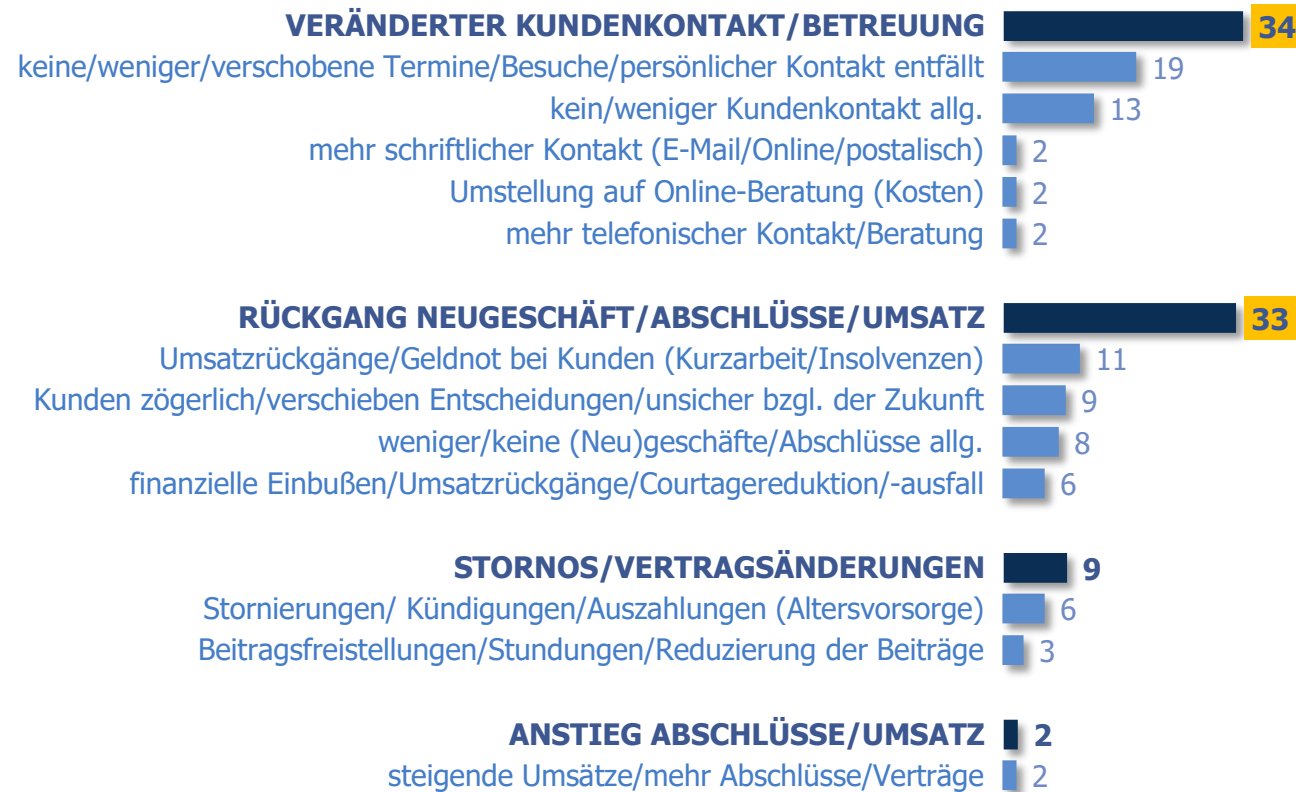 VERÄNDERTER KUNDENKONTAKT/BETREUUNG 34
keine/weniger/verschobene Termine/Besuche/persönlicher Kontakt entfällt 19
kein/weniger Kundenkontakt allg. 13
mehr schriftlicher Kontakt (E-Mail/Online/postalisch) 2
Umstellung auf Online-Beratung (Kosten) 2
mehr telefonischer Kontakt/Beratung 2
RÜCKGANG NEUGESCHÄFT/ABSCHLÜSSE/UMSATZ 33
Umsatzrückgänge/Geldnot bei Kunden (Kurzarbeit/Insolvenzen) 11
Kunden zögerlich/verschieben Entscheidungen/unsicher bzgl. der Zukunft 9
weniger/keine (Neu)geschäfte/Abschlüsse allg. 8
finanzielle Einbußen/Umsatzrückgänge/Courtagereduktion/-ausfall 6
STORNOS/VERTRAGSÄNDERUNGEN 9
Stornierungen/ Kündigungen/Auszahlungen (Altersvorsorge) 6
Beitragsfreistellungen/Stundungen/Reduzierung der Beiträge 3
ANSTIEG ABSCHLÜSSE/UMSATZ 2
steigende Umsätze/mehr Abschlüsse/Verträge 2